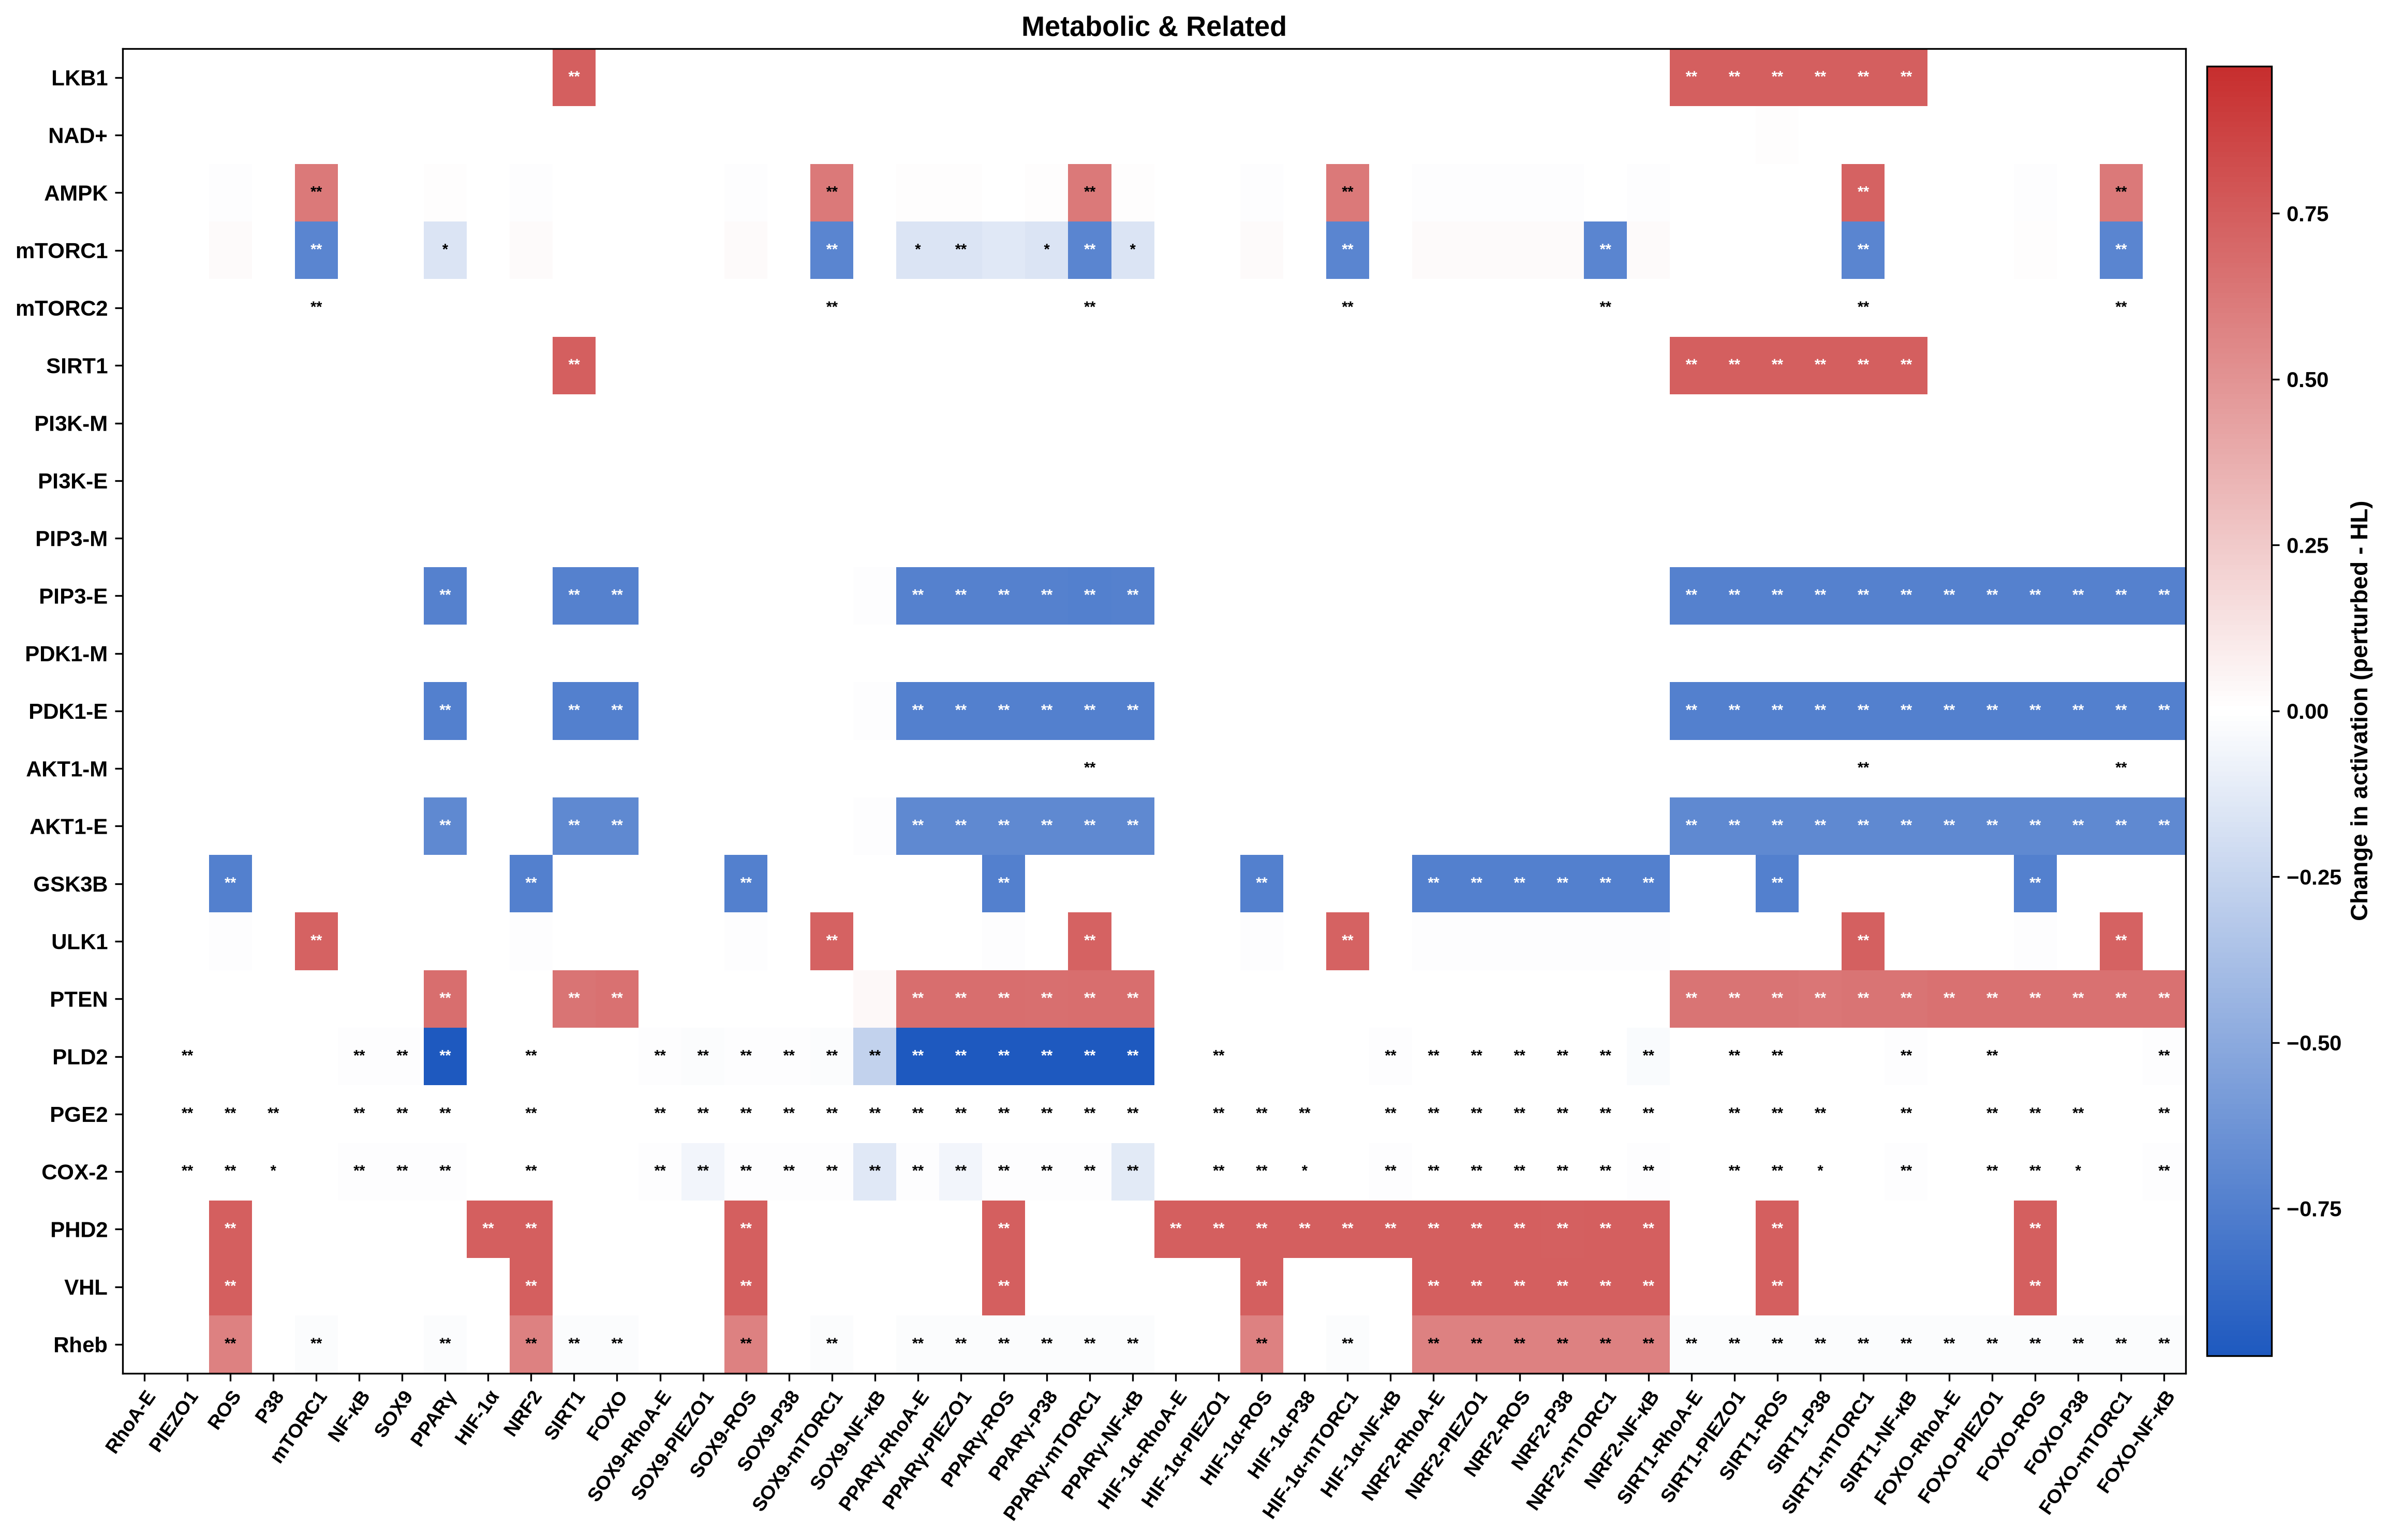 Metabolic & Related
LKB1
**
** ** ** ** ** **
NAD+
AMPK
** ** ** ** ** **
mTORC1
** * ** * ** * ** * ** ** ** **
mTORC2
** ** ** ** ** ** **
SIRT1
**
** ** ** ** ** **
PI3K-M
PI3K-E
PIP3-M
PIP3-E
** ** ** ** ** ** ** ** ** ** ** ** ** ** ** ** ** ** ** ** **
PDK1-M
PDK1-E
** ** ** ** ** ** ** ** ** ** ** ** ** ** ** ** ** ** ** ** **
AKT1-M
** ** **
AKT1-E
** ** ** ** ** ** ** ** ** ** ** ** ** ** ** ** ** ** ** ** **
GSK3B
** ** ** ** ** ** ** ** ** ** ** ** **
ULK1
** ** ** ** ** **
PTEN
** ** ** ** ** ** ** ** ** ** ** ** ** ** ** ** ** ** ** ** **
PLD2
** ** ** ** ** ** ** ** ** ** ** ** ** ** ** ** ** ** ** ** ** ** ** ** ** ** ** ** ** ** **
PGE2
** ** ** ** ** ** ** ** ** ** ** ** ** ** ** ** ** ** ** ** ** ** ** ** ** ** ** ** ** ** ** ** ** ** ** ** **
COX-2
** ** * ** ** ** ** ** ** ** ** ** ** ** ** ** ** ** ** ** ** * ** ** ** ** ** ** ** ** ** * ** ** ** * **
PHD2
** ** ** ** ** ** ** ** ** ** ** ** ** ** ** ** ** ** **
VHL
** ** ** ** ** ** ** ** ** ** ** ** **
Rheb
** ** ** ** ** ** ** ** ** ** ** ** ** ** ** ** ** ** ** ** ** ** ** ** ** ** ** ** ** ** ** ** ** **
RhoA-E
PIEZO1
ROS
P38
mTORC1
NF-κB
SOX9
PPARγ
HIF-1α
NRF2
SIRT1
FOXO
SOX9-RhoA-E
SOX9-PIEZO1
SOX9-ROS
SOX9-P38
SOX9-mTORC1
SOX9-NF-κB
PPARγ-RhoA-E
PPARγ-PIEZO1
PPARγ-ROS
PPARγ-P38
PPARγ-mTORC1
PPARγ-NF-κB
HIF-1α-RhoA-E
HIF-1α-PIEZO1
HIF-1α-ROS
HIF-1α-P38
HIF-1α-mTORC1
HIF-1α-NF-κB
NRF2-RhoA-E
NRF2-PIEZO1
NRF2-ROS
NRF2-P38
NRF2-mTORC1
NRF2-NF-κB
SIRT1-RhoA-E
SIRT1-PIEZO1
SIRT1-ROS
SIRT1-P38
SIRT1-mTORC1
SIRT1-NF-κB
FOXO-RhoA-E
FOXO-PIEZO1
FOXO-ROS
FOXO-P38
FOXO-mTORC1
FOXO-NF-κB
0.75
0.50
0.25
0.00
−0.25
−0.50
−0.75
Change in activation (perturbed - HL)